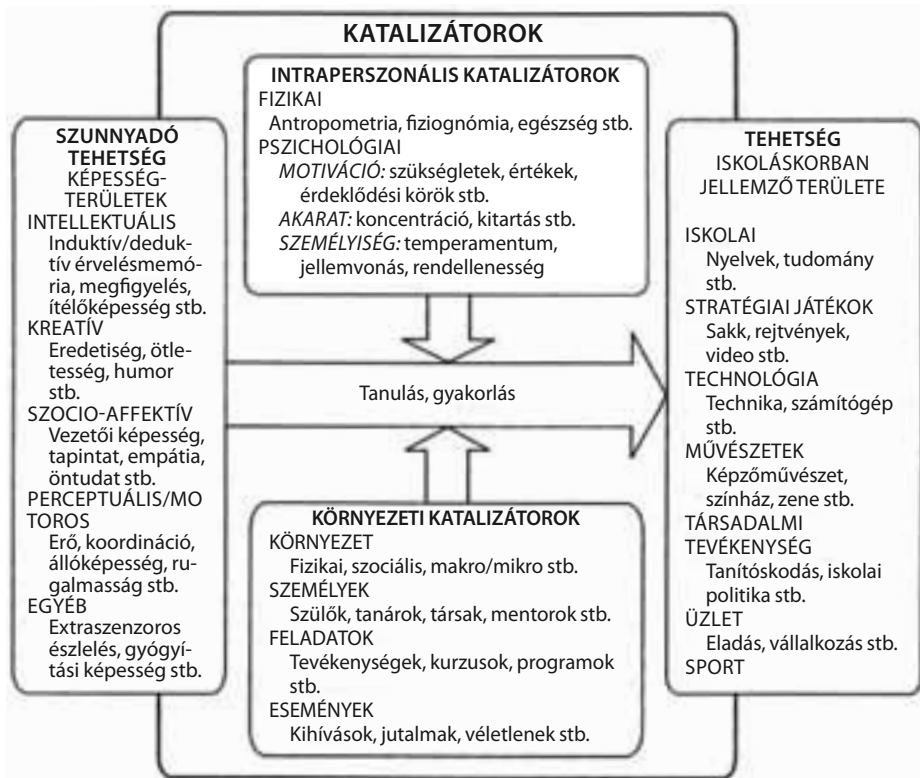 KATALIZÁTOROK
INTRAPERSZONÁLIS KATALIZÁTOROK
FIZIKAI
Antropometria, fiziognómia, egészség stb.
PSZICHOLÓGIAI
MOTIVÁCIÓ: szükségletek, értékek,
érdeklődési körök stb.
AKARAT: koncentráció, kitartás stb.
SZEMÉLYISÉG: temperamentum,
jellemvonás, rendellenesség
SZUNNYADÓ
TEHETSÉG
KÉPESSÉG-
TERÜLETEK
INTELLEKTUÁLIS
Induktív/deduk-
tív érvelésmemó-
ria, megfigyelés,
ítélőképesség stb.
KREATÍV
Eredetiség, ötle-
tesség, humor
stb.
SZOCIO-AFFEKTÍV
Vezetői képesség,
tapintat, empátia,
öntudat stb.
PERCEPTUÁLIS/MO
TOROS
Erő, koordináció,
állóképesség, ru-
galmasság stb.
EGYÉB
Extraszenzoros
észlelés, gyógyí-
tási képesség stb.
Tanulás, gyakorlás
KÖRNYEZETI KATALIZÁTOROK
KÖRNYEZET
Fizikai, szociális, makro/mikro stb.
SZEMÉLYEK
Szülők, tanárok, társak, mentorok stb.
FELADATOK
Tevékenységek, kurzusok, programok
stb.
ESEMÉNYEK
Kihívások, jutalmak, véletlenek stb.
TEHETSÉG
ISKOLÁSKORBAN
JELLEMZŐ TERÜLETE
ISKOLAI
Nyelvek, tudomány
stb.
STRATÉGIAI JÁTÉKOK
Sakk, rejtvények,
video stb.
TECHNOLÓGIA
Technika, számítógép
stb.
MŰVÉSZETEK
Képzőművészet,
színház, zene stb.
TÁRSADALMI
TEVÉKENYSÉG
Tanítóskodás, iskolai
politika stb.
ÜZLET
Eladás, vállalkozás stb.
SPORT